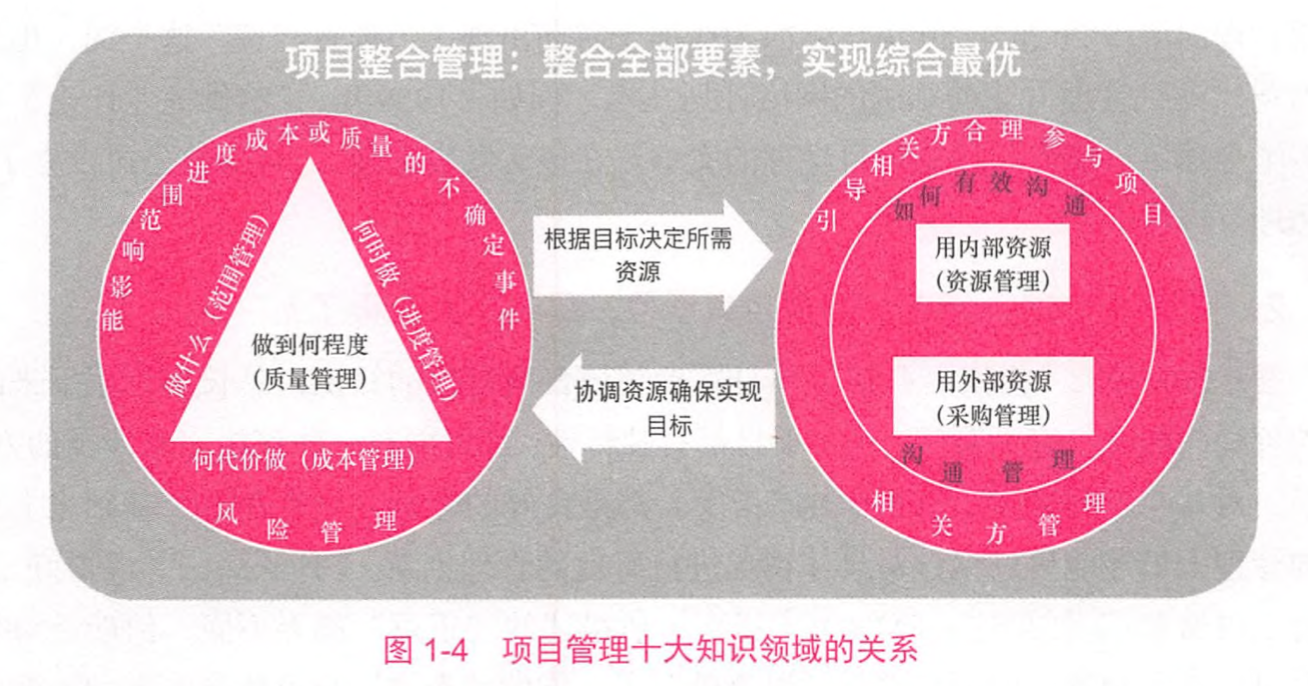 项目整合管理：整合全部要素，实现综合最优
能影响范围进度成本或质量的不确定事件
做什么（范围管理）
何时做（进度管理）
做到何程度
（质量管理）
何代价做（成本管理）
风险管理
根据目标决定所需
资源
协调资源确保实现
目标
引导相关方合理参与项目
如何有效沟通
用内部资源
（资源管理）
用外部资源
（采购管理）
沟通管理
相关方管理
图 1-4 项目管理十大知识领域的关系